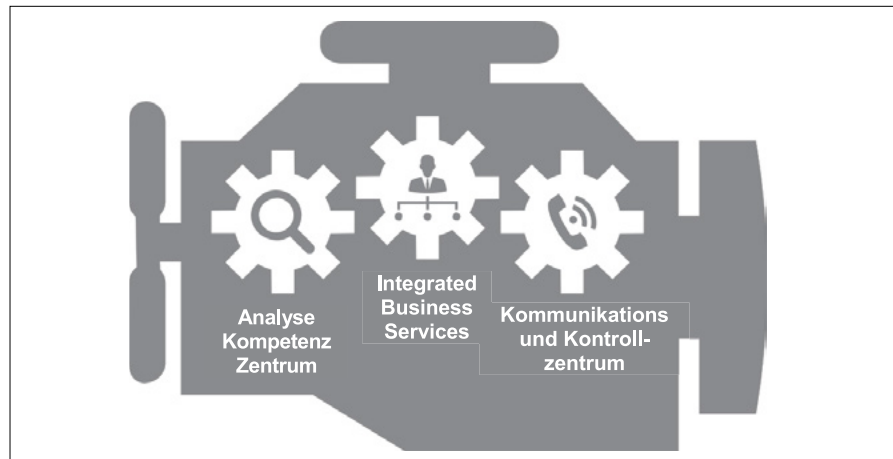 Analyse
Kompetenz
Zentrum
Integrated
Business
Services
Kommunikations
und Kontroll-
zentrum